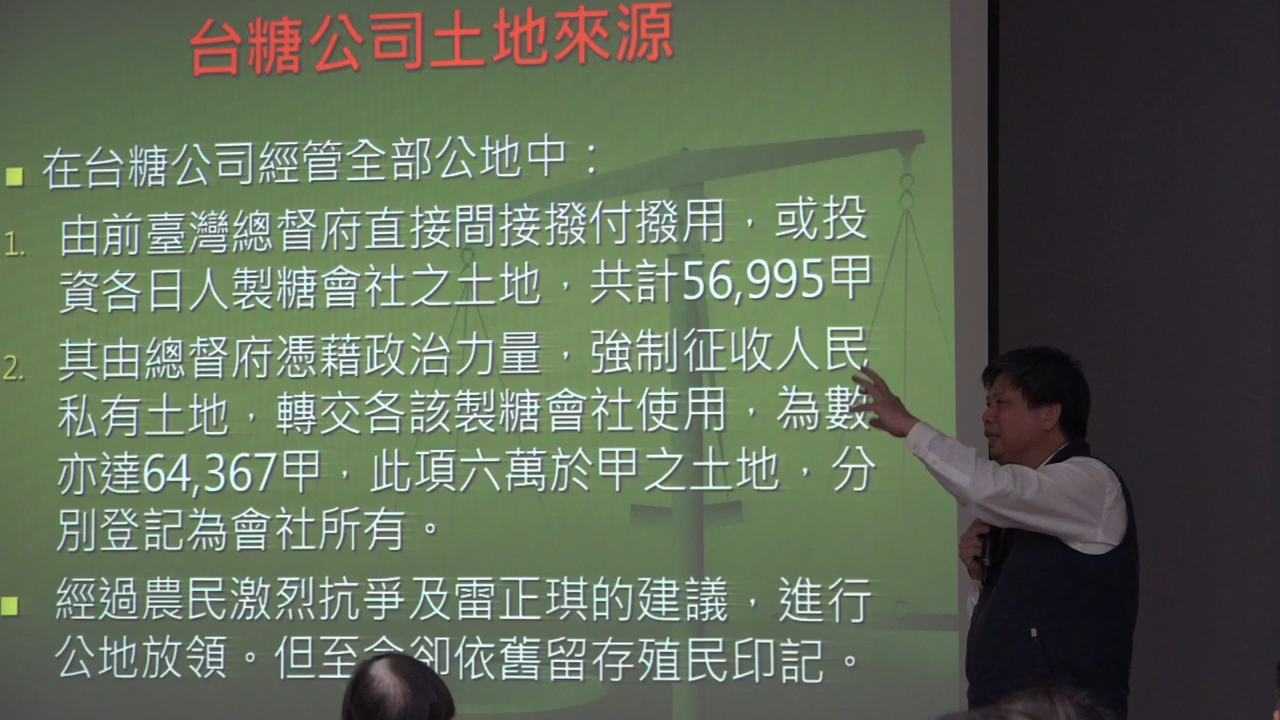 台糖公司土地來源
在台糖公司經管全部公地中：
1. 由前臺灣總督府直接間接撥付撥用，或投
資各日人製糖會社之土地，共計56,995甲
2. 其由總督府憑藉政治力量，強制征收人民
私有土地，轉交各該製糖會社使用，為數
亦達64,367甲，此項六萬於甲之土地，分
別登記為會社所有。
經過農民激烈抗爭及雷正琪的建議，進行
公地放領。但至今卻依舊留存殖民印記。